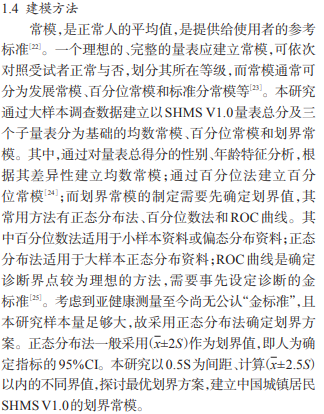 1.4 建模方法
常模，是正常人的平均值，是提供给使用者的参考
标准[22]。一个理想的、完整的量表应建立常模，可依次
对照受试者正常与否，划分其所在等级，而常模通常可
分为发展常模、百分位常模和标准分常模等[23]。本研究
通过大样本调查数据建立以SHMS V1.0量表总分及三
个子量表分为基础的均数常模、百分位常模和划界常
模。其中，通过对量表总得分的性别、年龄特征分析，根
据其差异性建立均数常模；通过百分位法建立百分
位常模[24]；而划界常模的制定需要先确定划界值，其
常用方法有正态分布法、百分位数法和ROC曲线。其
中百分位数法适用于小样本资料或偏态分布资料；正态
分布法适用于大样本正态分布资料；ROC曲线是确定
诊断界点较为理想的方法，需要事先设定诊断的金
标准[25]。考虑到亚健康测量至今尚无公认“金标准”，且
本研究样本量足够大，故采用正态分布法确定划界方
案。正态分布法一般采用(x̄±2S)作为划界值，即人为确
定指标的95%CI。本研究以0.5S为间距、计算(x̄±2.5S)
以内的不同界值，探讨最优划界方案，建立中国城镇居民
SHMS V1.0的划界常模。